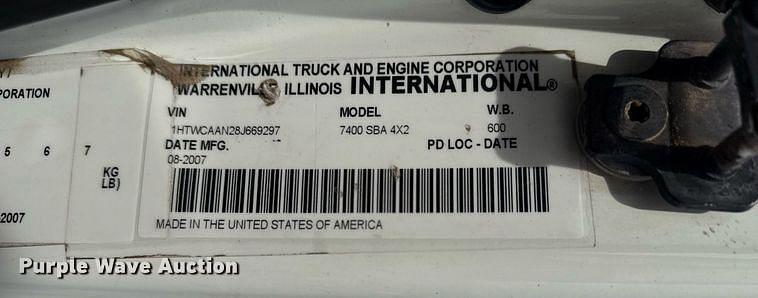 INTERNATIONAL TRUCK AND ENGINE CORPORATION
WARRENVILLE, ILLINOIS INTERNATIONAL®
VIN MODEL W.B.
1HTWCAAN28J669297 7400 SBA 4X2 600
DATE MFG. PD LOC - DATE
08-2007
MADE IN THE UNITED STATES OF AMERICA
PORATION
5 6 7
KG
LB)
-2007
Purple Wave Auction